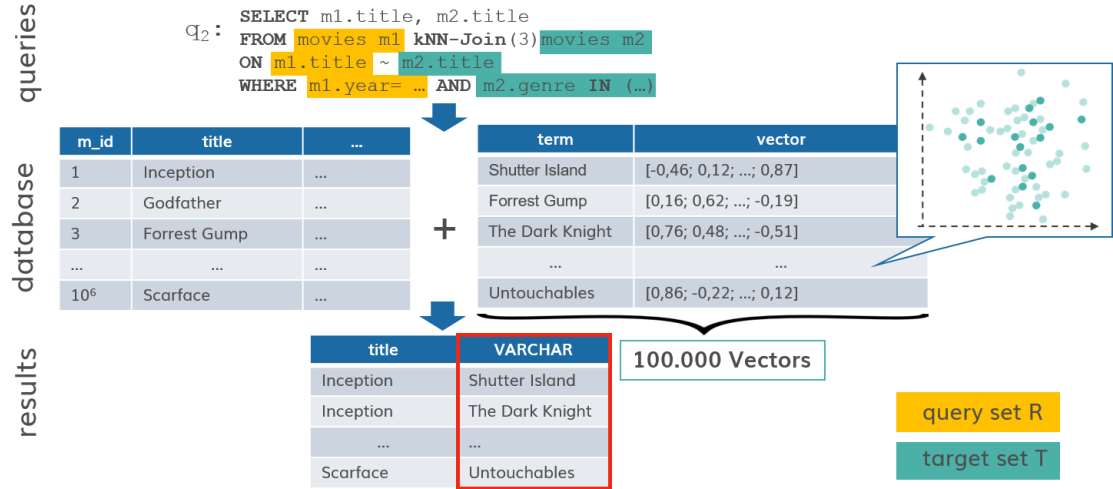 queries
q₂:
SELECT m1.title, m2.title
FROM movies m1 kNN-Join(3)movies m2
ON m1.title ~ m2.title
WHERE m1.year= … AND m2.genre IN (…)
database
m_id title ...
1 Inception ...
2 Godfather ...
3 Forrest Gump ...
... ... ...
10⁶ Scarface ...
+
term vector
Shutter Island [-0,46; 0,12; ...; 0,87]
Forrest Gump [0,16; 0,62; ...; -0,19]
The Dark Knight [0,76; 0,48; ...; -0,51]
... ...
Untouchables [0,86; -0,22; ...; 0,12]
100.000 Vectors
results
title VARCHAR
Inception Shutter Island
Inception The Dark Knight
... ...
Scarface Untouchables
query set R
target set T